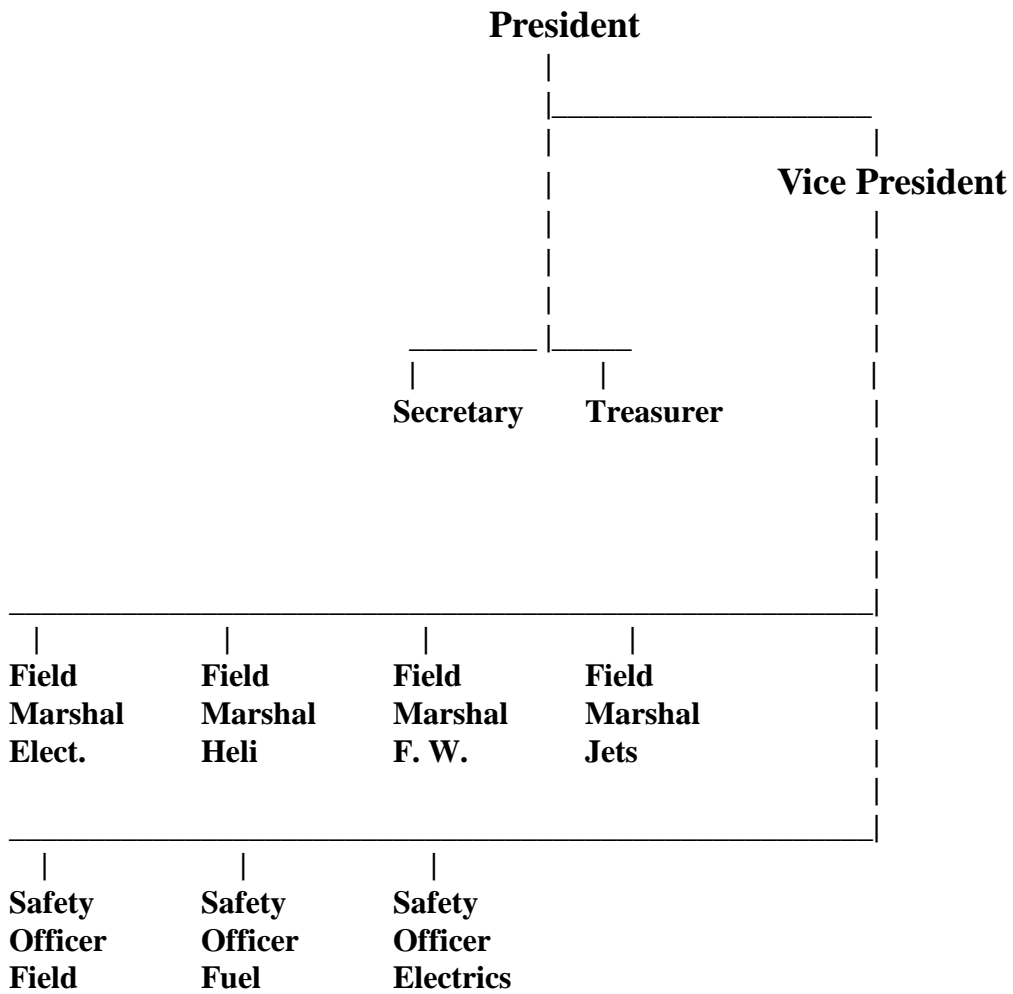 President
Vice President
Secretary Treasurer
Field Field Field Field
Marshal Marshal Marshal Marshal
Elect. Heli F. W. Jets
Safety Safety Safety
Officer Officer Officer
Field Fuel Electrics